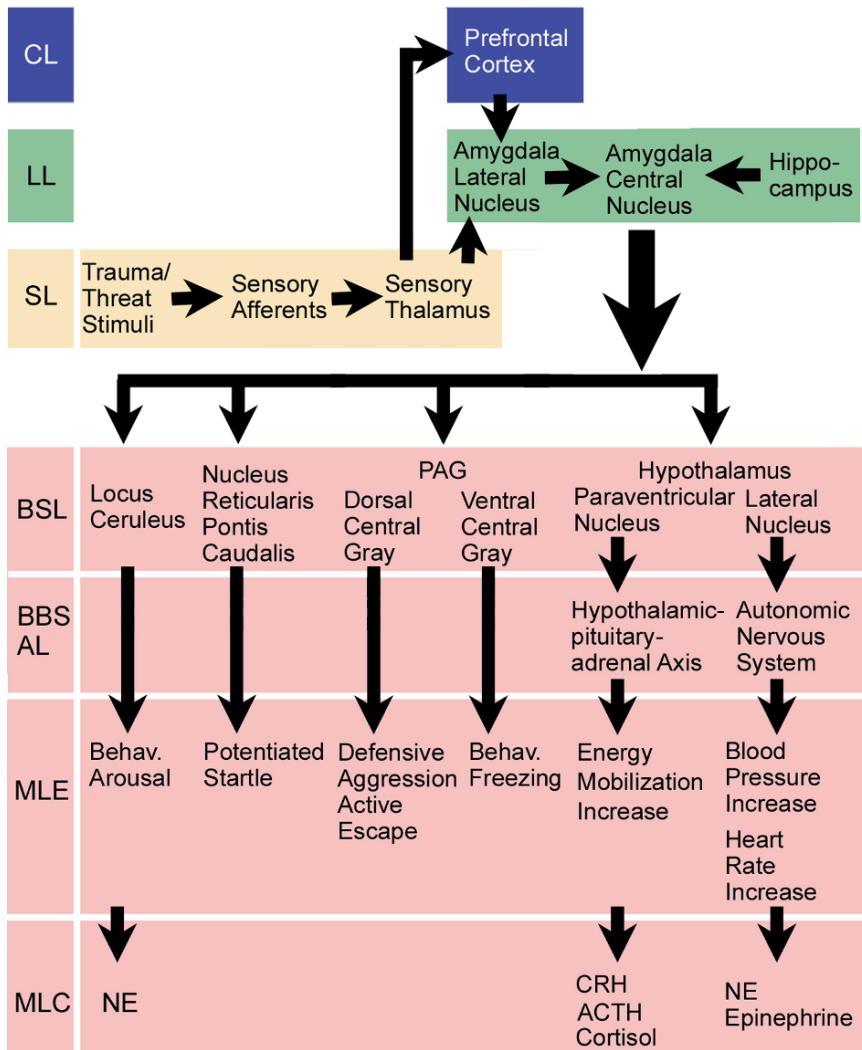 CL
Prefrontal
Cortex
LL
Amygdala
Lateral
Nucleus
Amygdala
Central
Nucleus
Hippo-
campus
SL
Trauma/
Threat
Stimuli
Sensory
Afferents
Sensory
Thalamus
BSL
Locus
Ceruleus
Nucleus
Reticularis
Pontis
Caudalis
PAG
Dorsal
Central
Gray
Ventral
Central
Gray
Hypothalamus
Paraventricular
Nucleus
Lateral
Nucleus
BBS
AL
Hypothalamic-
pituitary-
adrenal Axis
Autonomic
Nervous
System
MLE
Behav.
Arousal
Potentiated
Startle
Defensive
Aggression
Active
Escape
Behav.
Freezing
Energy
Mobilization
Increase
Blood
Pressure
Increase
Heart
Rate
Increase
MLC
NE
CRH
ACTH
Cortisol
NE
Epinephrine